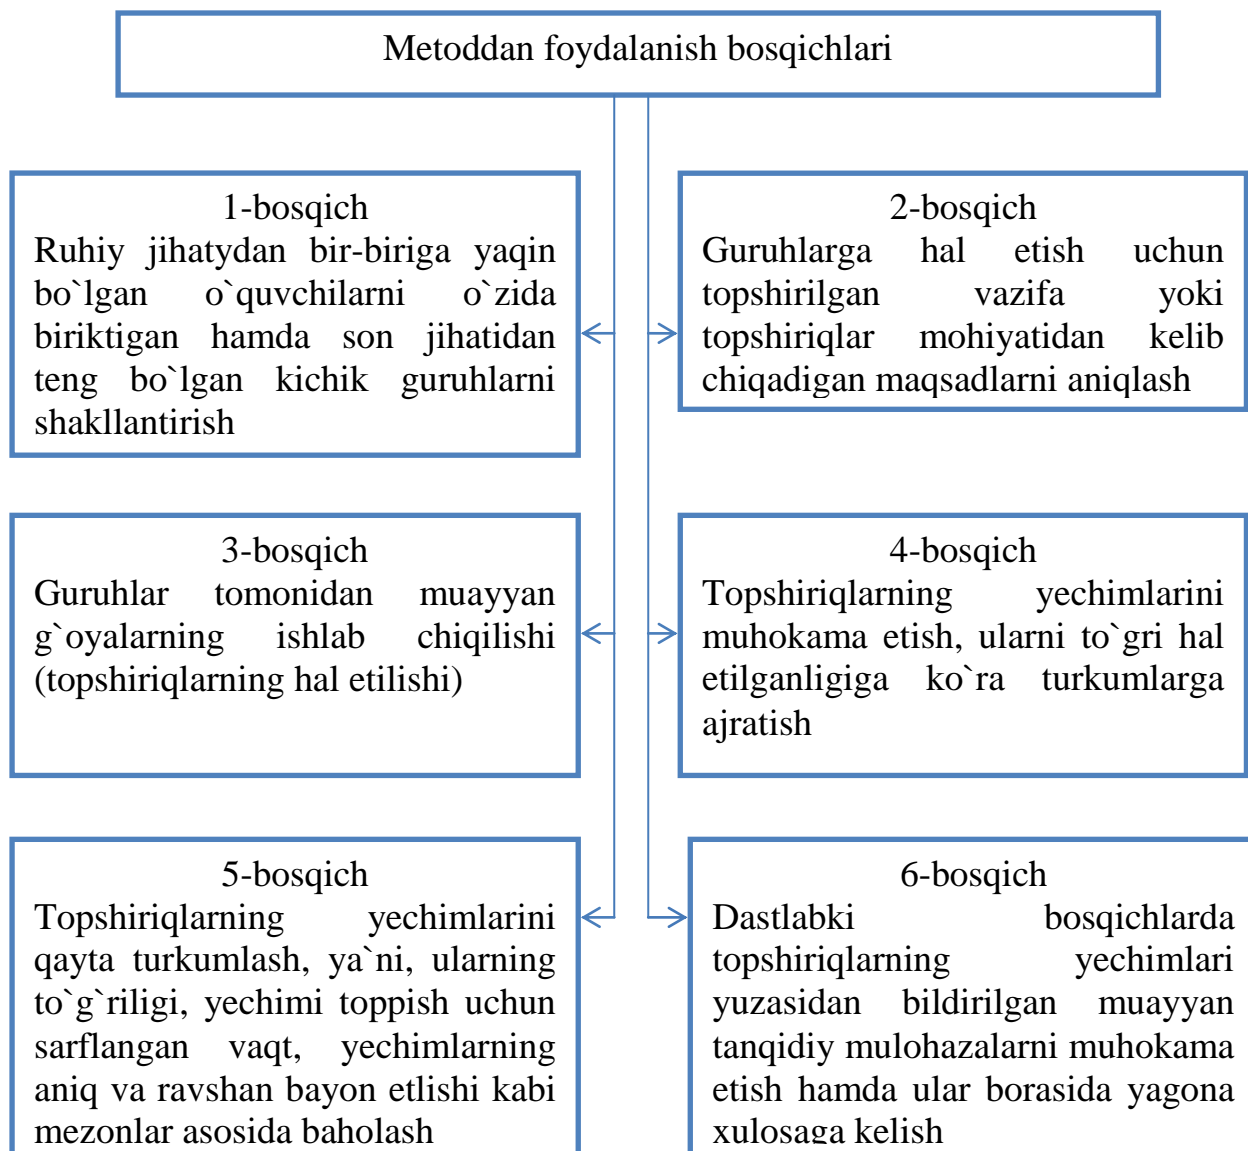 Metoddan foydalanish bosqichlari
1-bosqich
Ruhiy jihatydan bir-biriga yaqin
bo`lgan o`quvchilarni o`zida
biriktigan hamda son jihatidan
teng bo`lgan kichik guruhlarni
shakllantirish
2-bosqich
Guruhlarga hal etish uchun
topshirilgan vazifa yoki
topshiriqlar mohiyatidan kelib
chiqadigan maqsadlarni aniqlash
3-bosqich
Guruhlar tomonidan muayyan
g`oyalarning ishlab chiqilishi
(topshiriqlarning hal etilishi)
4-bosqich
Topshiriqlarning yechimlarini
muhokama etish, ularni to`gri hal
etilganligiga ko`ra turkumlarga
ajratish
5-bosqich
Topshiriqlarning yechimlarini
qayta turkumlash, ya`ni, ularning
to`g`riligi, yechimi toppish uchun
sarflangan vaqt, yechimlarning
aniq va ravshan bayon etlishi kabi
mezonlar asosida baholash
6-bosqich
Dastlabki bosqichlarda
topshiriqlarning yechimlari
yuzasidan bildirilgan muayyan
tanqidiy mulohazalarni muhokama
etish hamda ular borasida yagona
xulosaga kelish